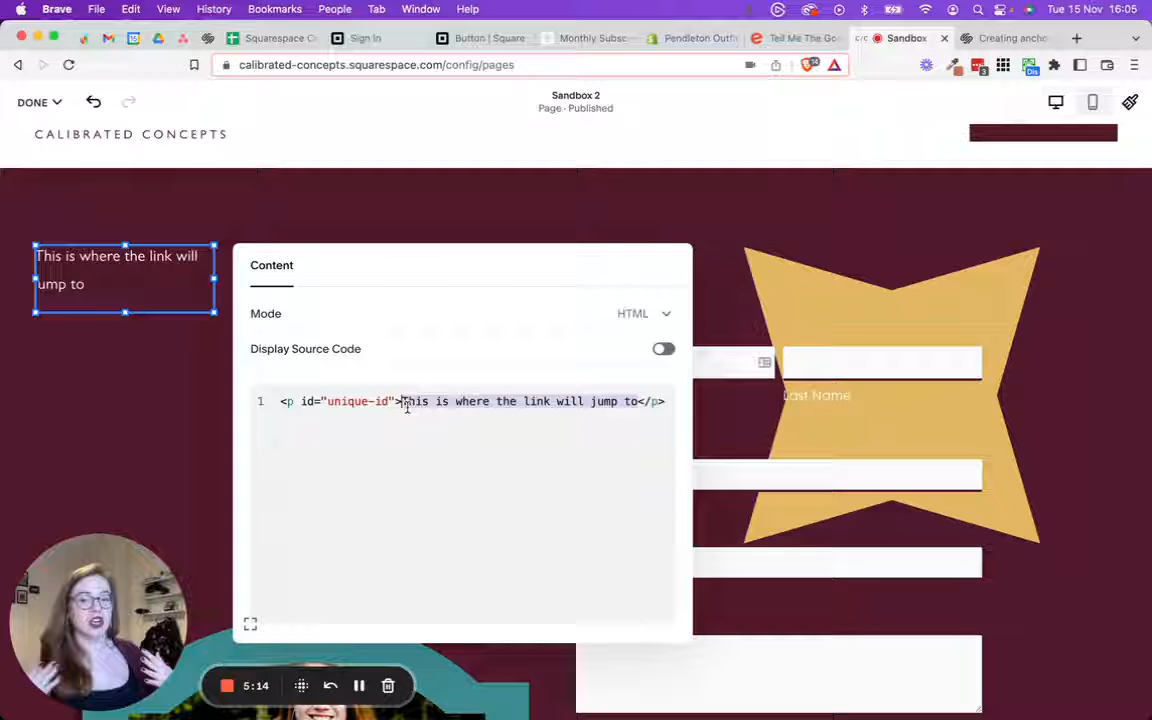 Brave File Edit View History Bookmarks People Tab Window Help Tue 15 Nov 16:05
Squarespace C Sign In Button | Square Monthly Subsc Pendleton Outf Tell Me The Go Sandbox Creating ancho
calibrated-concepts.squarespace.com/config/pages
DONE
Sandbox 2
Page · Published
CALIBRATED CONCEPTS
This is where the link will
jump to
Content
Mode HTML
Display Source Code
1 <p id="unique-id">This is where the link will jump to</p>
Last Name
5:14